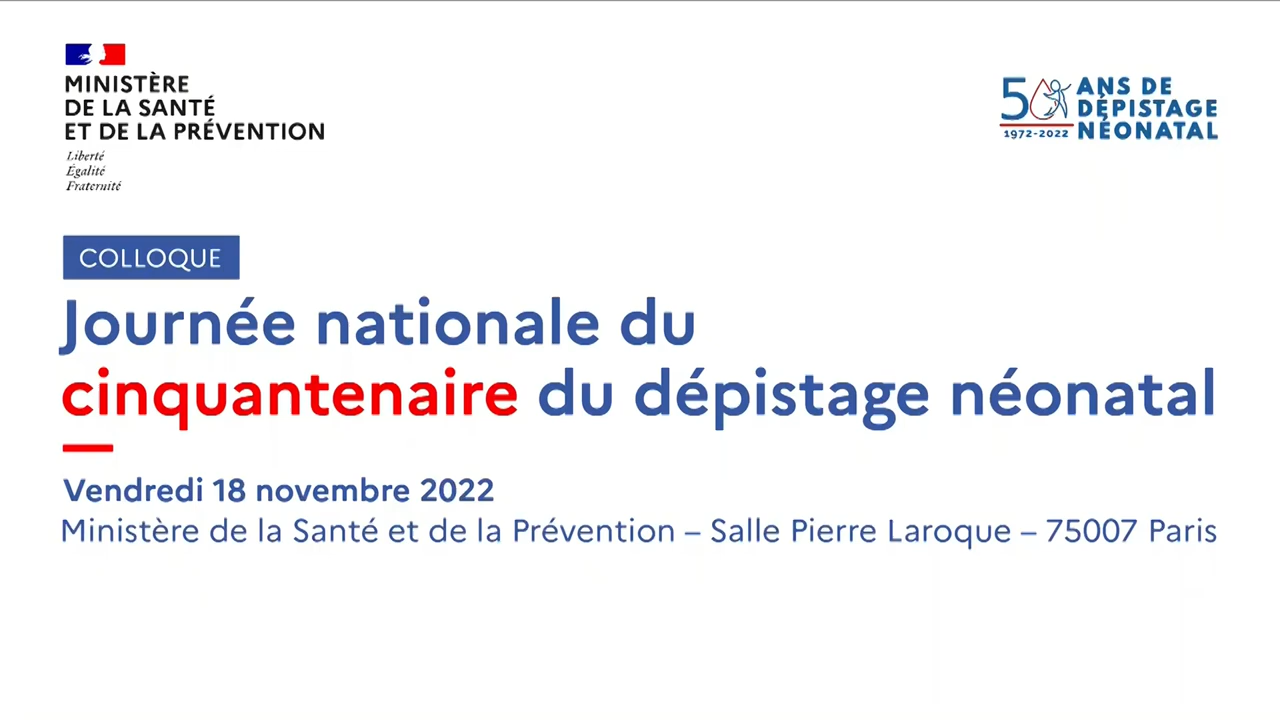 MINISTÈRE
DE LA SANTÉ
ET DE LA PRÉVENTION
Liberté
Égalité
Fraternité
50 ANS DE
DÉPISTAGE
NÉONATAL
1972-2022
COLLOQUE
Journée nationale du
cinquantenaire du dépistage néonatal
Vendredi 18 novembre 2022
Ministère de la Santé et de la Prévention – Salle Pierre Laroque – 75007 Paris